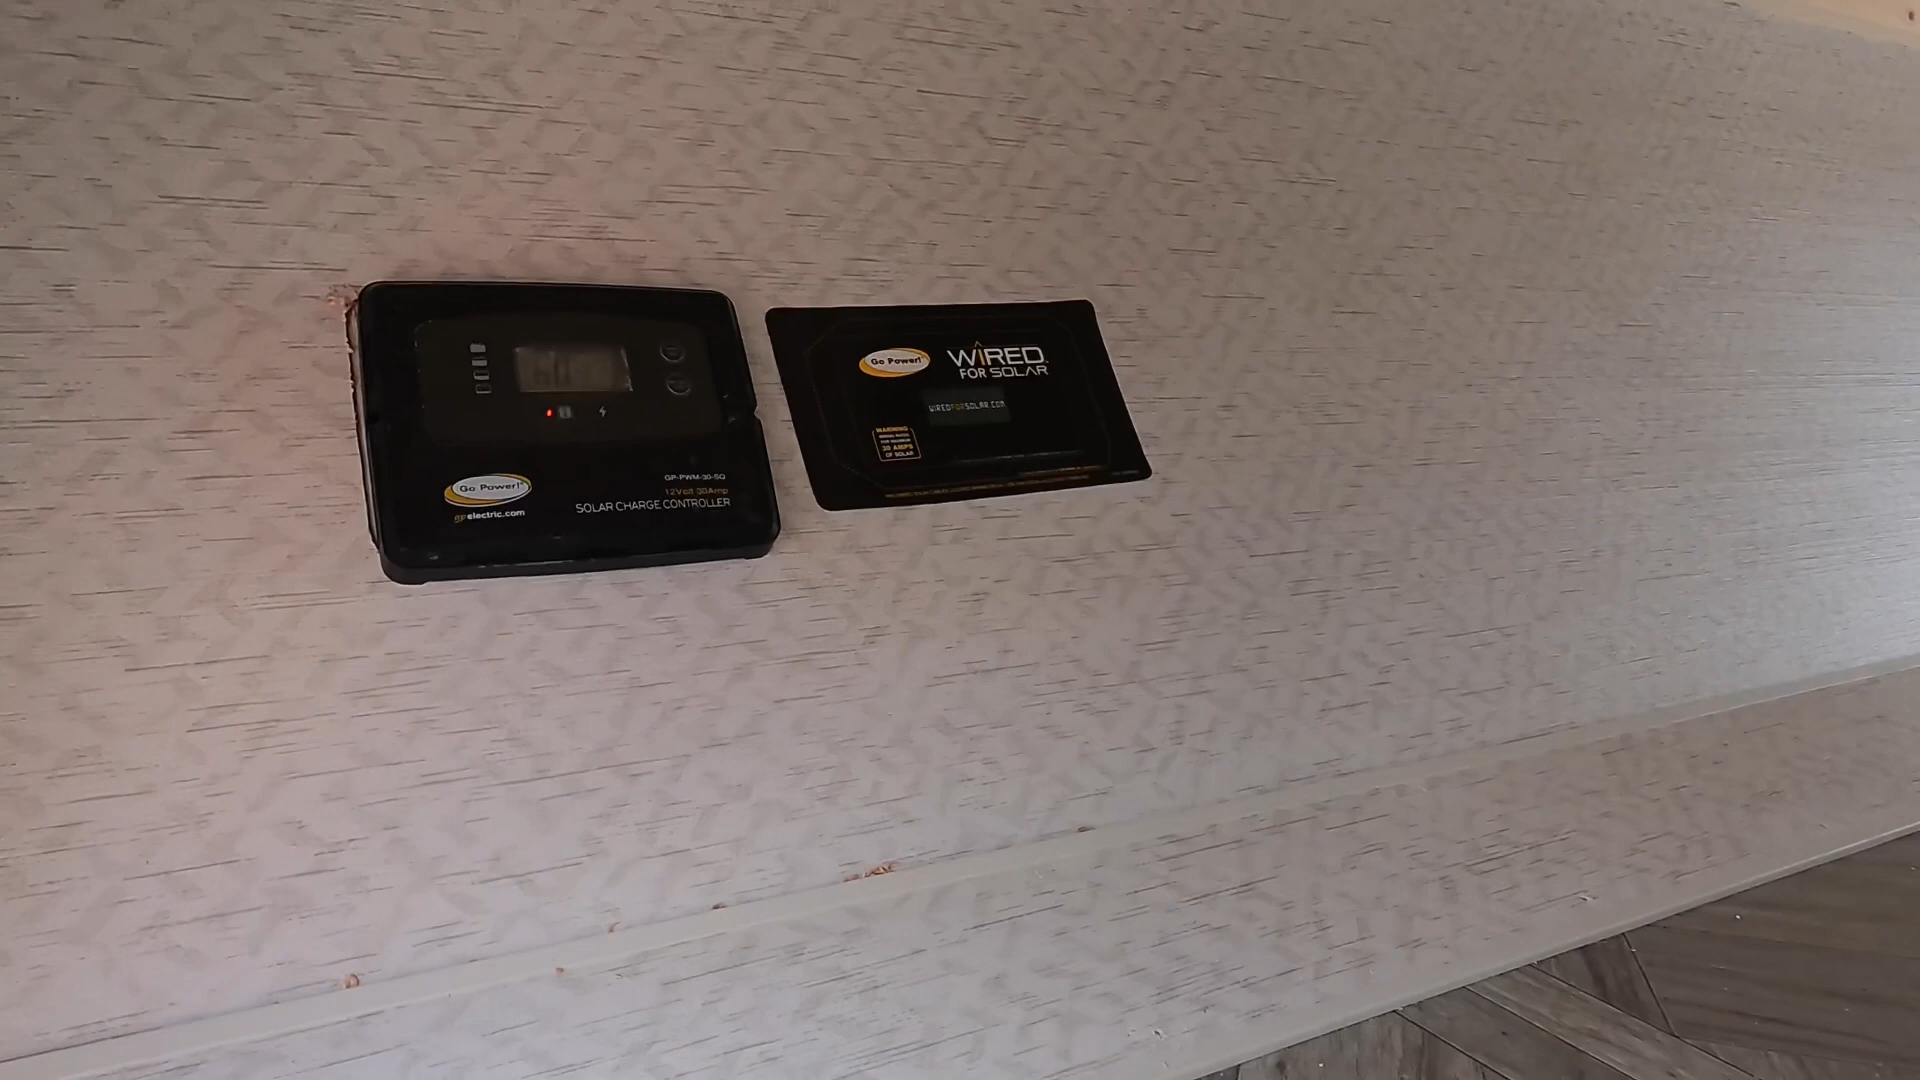 Go Power!
gpelectric.com
GP-PWM-30-SQ
12Volt 30Amp
SOLAR CHARGE CONTROLLER
Go Power!
WIRED
FOR SOLAR
WIREDFORSOLAR.COM
WARNING
30 AMPS
OF SOLAR